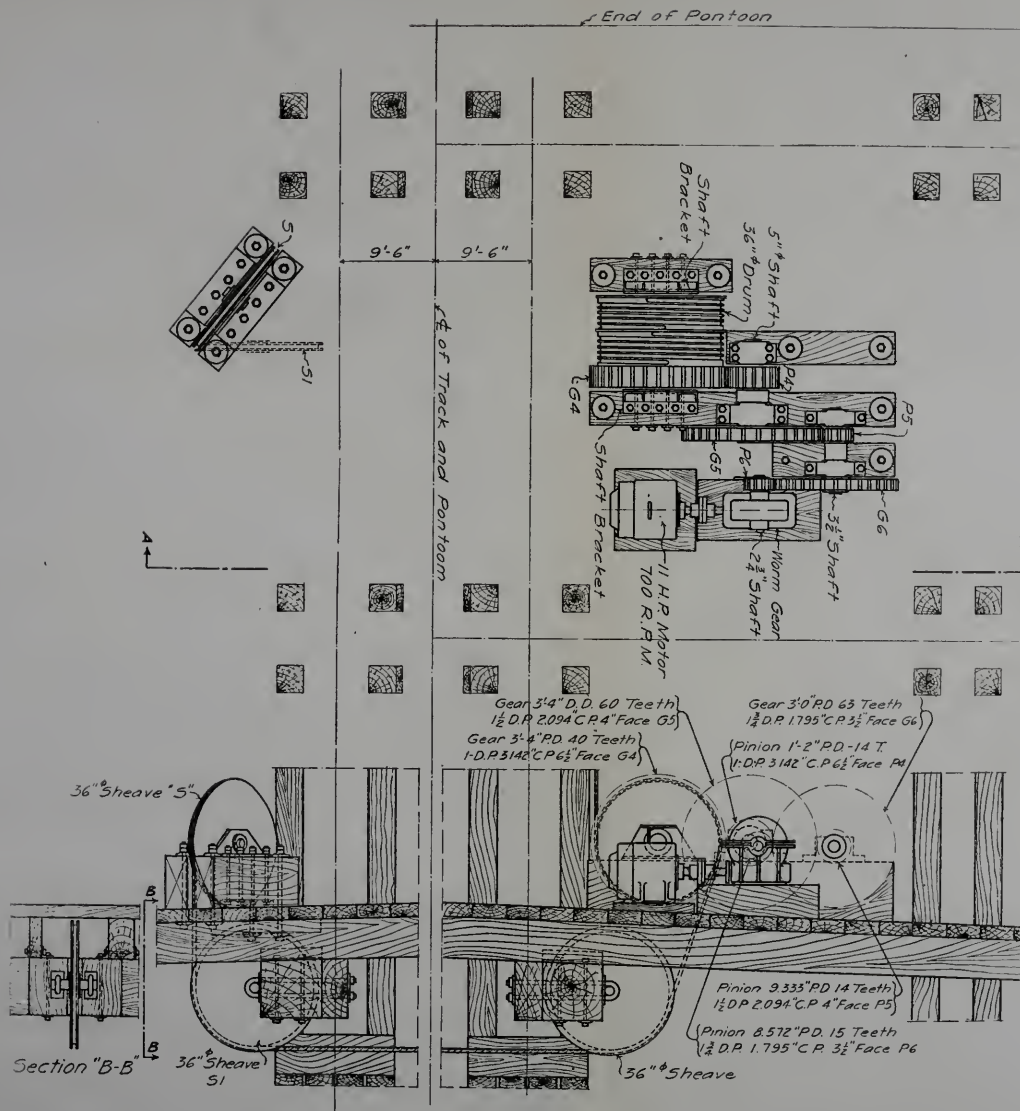 End of Pontoon
9'-6"
9'-6"
S
S1
℄ of Track and Pontoon
Shaft
Bracket
5"ᶲShaft
36"ᶲDrum
P4
G4
P5
G5
P6
G6
Shaft Bracket
11 H.P. Motor
700 R.P.M.
Worm Gear
2¾" Shaft
3½" Shaft
A
Gear 3'-4" D.D. 60 Teeth
1½ D.P. 2.094" C.P. 4" Face G5
Gear 3'-4" P.D. 40 Teeth
1-D.P. 3.142" C.P. 6½" Face G4
Gear 3'-0" P.D 63 Teeth
1¾ D.P. 1.795" C.P. 3½" Face G6
Pinion 1'-2" P.D.-14 T.
1-D.P. 3.142" C.P. 6½" Face P4
36" Sheave "S"
B
B
Section "B-B"
36"ᶲSheave
S1
36"ᶲSheave
Pinion 9.333" P.D 14 Teeth
1½ D.P 2.094" C.P. 4" Face P5
Pinion 8.572" P.D. 15 Teeth
1¾ D.P. 1.795" C.P. 3½" Face P6